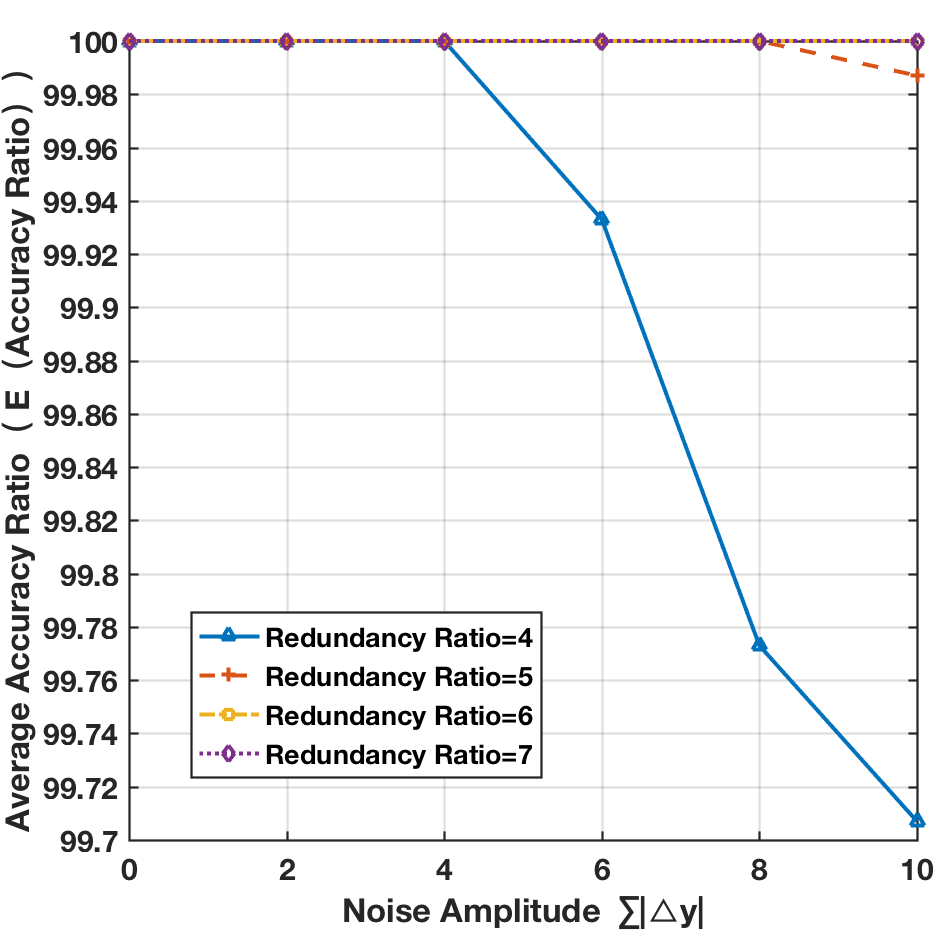 Average Accuracy Ratio （ E （Accuracy Ratio） ）
100
99.98
99.96
99.94
99.92
99.9
99.88
99.86
99.84
99.82
99.8
99.78
99.76
99.74
99.72
99.7
Redundancy Ratio=4
Redundancy Ratio=5
Redundancy Ratio=6
Redundancy Ratio=7
0 2 4 6 8 10
Noise Amplitude ∑|△y|